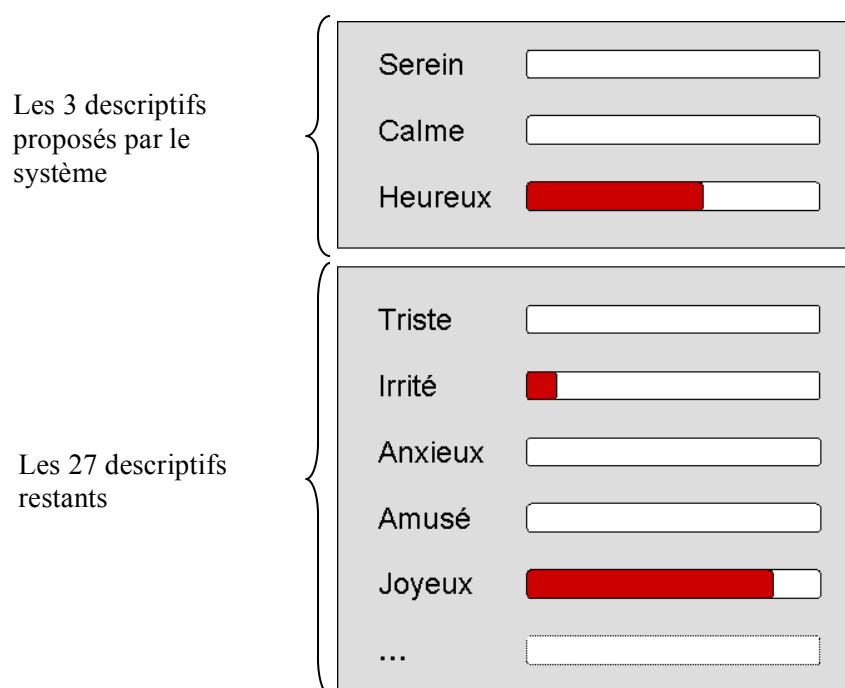 Les 3 descriptifs
proposés par le
système
Serein
Calme
Heureux
Les 27 descriptifs
restants
Triste
Irrité
Anxieux
Amusé
Joyeux
...